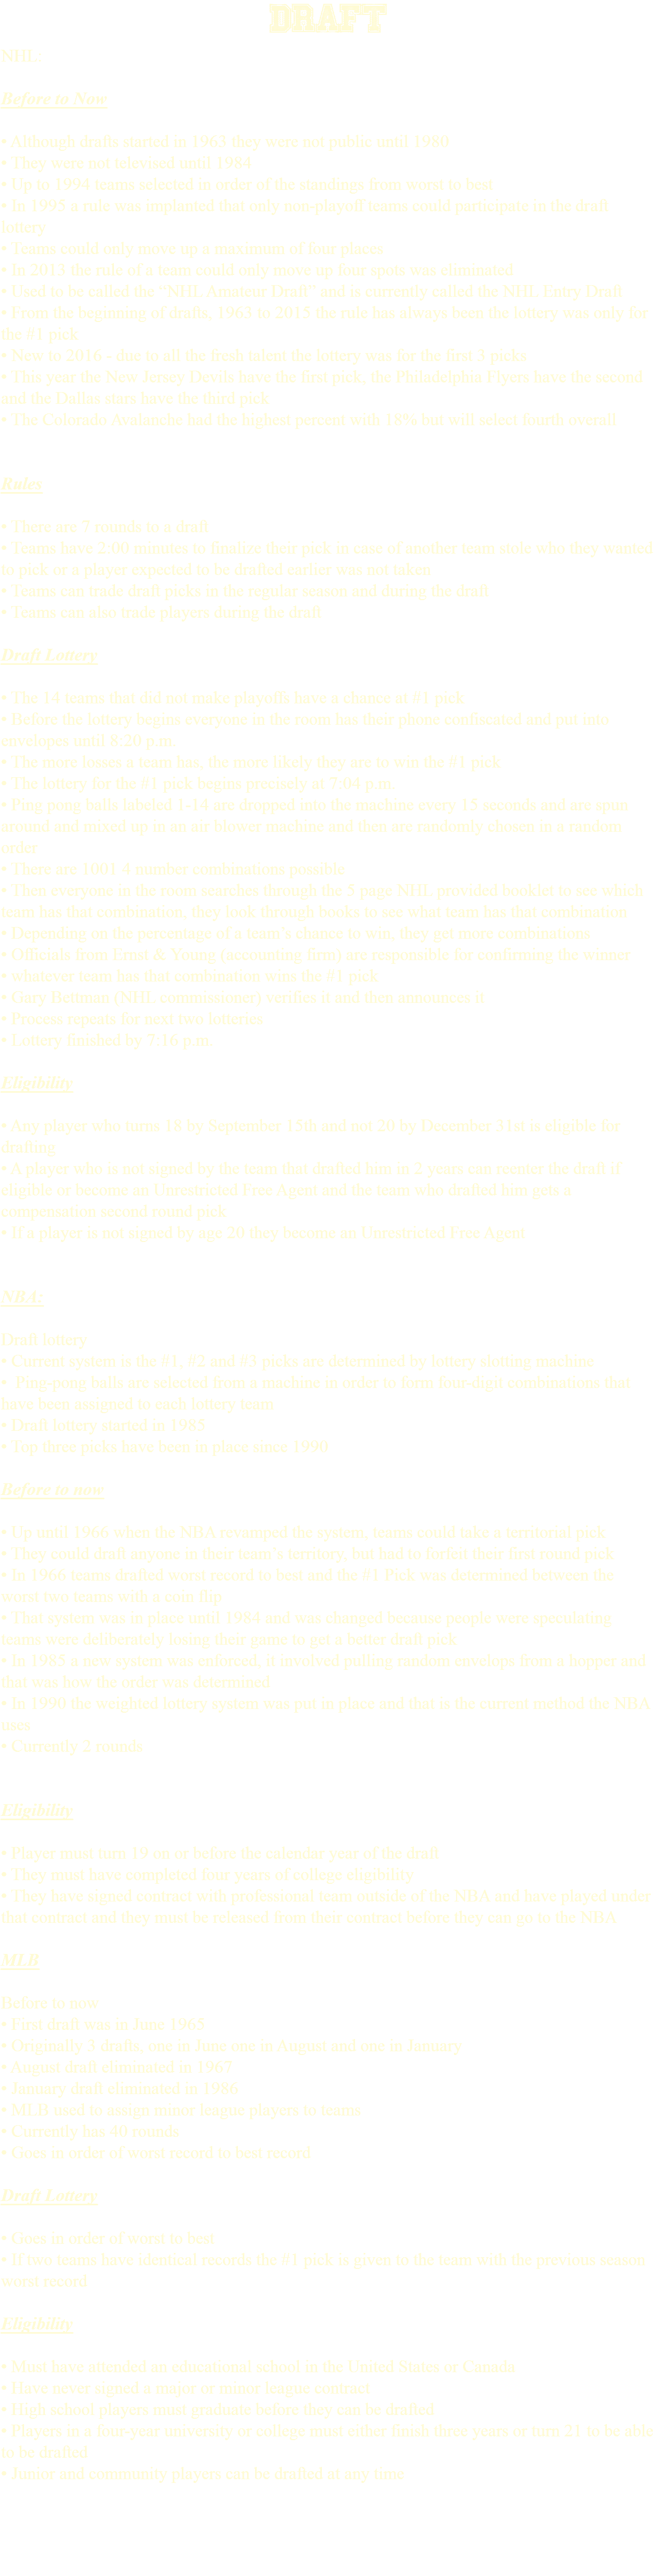 DRAFT
NHL:
Before to Now
• Although drafts started in 1963 they were not public until 1980
• They were not televised until 1984
• Up to 1994 teams selected in order of the standings from worst to best
• In 1995 a rule was implanted that only non-playoff teams could participate in the draft
lottery
• Teams could only move up a maximum of four places
• In 2013 the rule of a team could only move up four spots was eliminated
• Used to be called the “NHL Amateur Draft” and is currently called the NHL Entry Draft
• From the beginning of drafts, 1963 to 2015 the rule has always been the lottery was only for
the #1 pick
• New to 2016 - due to all the fresh talent the lottery was for the first 3 picks
• This year the New Jersey Devils have the first pick, the Philadelphia Flyers have the second
and the Dallas stars have the third pick
• The Colorado Avalanche had the highest percent with 18% but will select fourth overall
Rules
• There are 7 rounds to a draft
• Teams have 2:00 minutes to finalize their pick in case of another team stole who they wanted
to pick or a player expected to be drafted earlier was not taken
• Teams can trade draft picks in the regular season and during the draft
• Teams can also trade players during the draft
Draft Lottery
• The 14 teams that did not make playoffs have a chance at #1 pick
• Before the lottery begins everyone in the room has their phone confiscated and put into
envelopes until 8:20 p.m.
• The more losses a team has, the more likely they are to win the #1 pick
• The lottery for the #1 pick begins precisely at 7:04 p.m.
• Ping pong balls labeled 1-14 are dropped into the machine every 15 seconds and are spun
around and mixed up in an air blower machine and then are randomly chosen in a random
order
• There are 1001 4 number combinations possible
• Then everyone in the room searches through the 5 page NHL provided booklet to see which
team has that combination, they look through books to see what team has that combination
• Depending on the percentage of a team’s chance to win, they get more combinations
• Officials from Ernst & Young (accounting firm) are responsible for confirming the winner
• whatever team has that combination wins the #1 pick
• Gary Bettman (NHL commissioner) verifies it and then announces it
• Process repeats for next two lotteries
• Lottery finished by 7:16 p.m.
Eligibility
• Any player who turns 18 by September 15th and not 20 by December 31st is eligible for
drafting
• A player who is not signed by the team that drafted him in 2 years can reenter the draft if
eligible or become an Unrestricted Free Agent and the team who drafted him gets a
compensation second round pick
• If a player is not signed by age 20 they become an Unrestricted Free Agent
NBA:
Draft lottery
• Current system is the #1, #2 and #3 picks are determined by lottery slotting machine
•  Ping-pong balls are selected from a machine in order to form four-digit combinations that
have been assigned to each lottery team
• Draft lottery started in 1985
• Top three picks have been in place since 1990
Before to now
• Up until 1966 when the NBA revamped the system, teams could take a territorial pick
• They could draft anyone in their team’s territory, but had to forfeit their first round pick
• In 1966 teams drafted worst record to best and the #1 Pick was determined between the
worst two teams with a coin flip
• That system was in place until 1984 and was changed because people were speculating
teams were deliberately losing their game to get a better draft pick
• In 1985 a new system was enforced, it involved pulling random envelops from a hopper and
that was how the order was determined
• In 1990 the weighted lottery system was put in place and that is the current method the NBA
uses
• Currently 2 rounds
Eligibility
• Player must turn 19 on or before the calendar year of the draft
• They must have completed four years of college eligibility
• They have signed contract with professional team outside of the NBA and have played under
that contract and they must be released from their contract before they can go to the NBA
MLB
Before to now
• First draft was in June 1965
• Originally 3 drafts, one in June one in August and one in January
• August draft eliminated in 1967
• January draft eliminated in 1986
• MLB used to assign minor league players to teams
• Currently has 40 rounds
• Goes in order of worst record to best record
Draft Lottery
• Goes in order of worst to best
• If two teams have identical records the #1 pick is given to the team with the previous season
worst record
Eligibility
• Must have attended an educational school in the United States or Canada
• Have never signed a major or minor league contract
• High school players must graduate before they can be drafted
• Players in a four-year university or college must either finish three years or turn 21 to be able
to be drafted
• Junior and community players can be drafted at any time